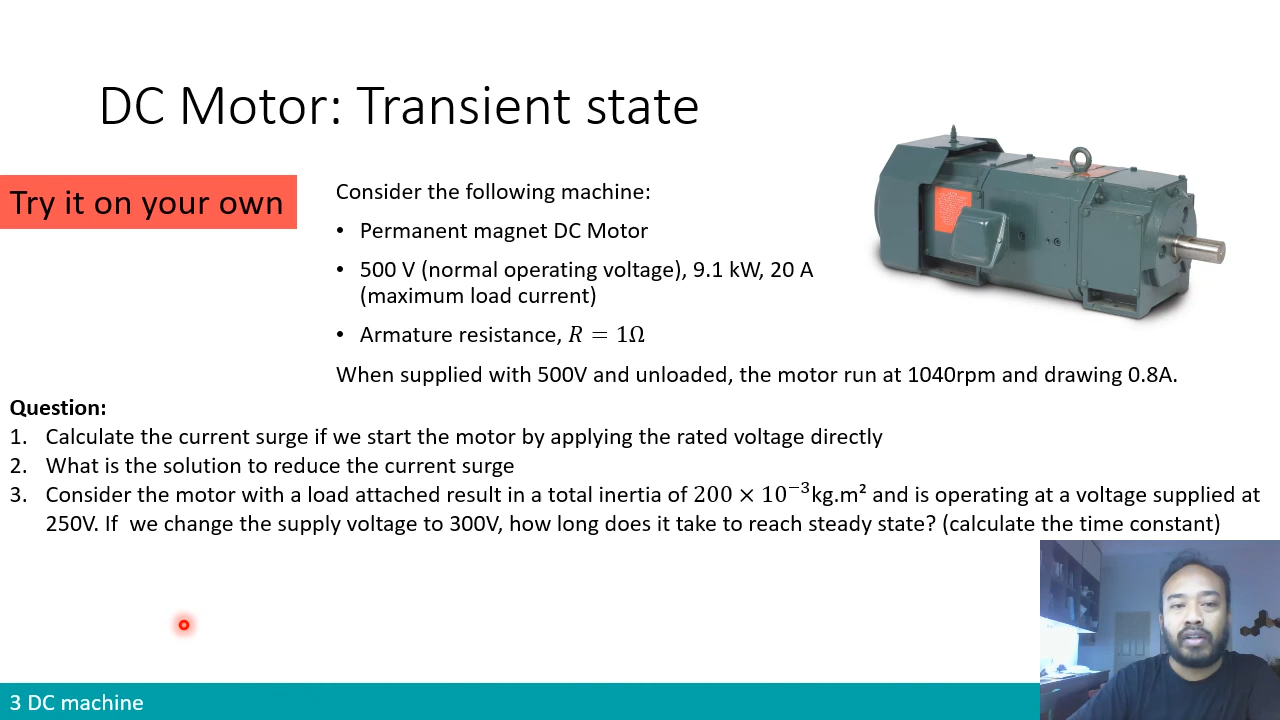 DC Motor: Transient state
Try it on your own
Consider the following machine:
• Permanent magnet DC Motor
• 500 V (normal operating voltage), 9.1 kW, 20 A
(maximum load current)
• Armature resistance, R = 1Ω
When supplied with 500V and unloaded, the motor run at 1040rpm and drawing 0.8A.
Question:
1. Calculate the current surge if we start the motor by applying the rated voltage directly
2. What is the solution to reduce the current surge
3. Consider the motor with a load attached result in a total inertia of 200 × 10⁻³kg.m² and is operating at a voltage supplied at
250V. If we change the supply voltage to 300V, how long does it take to reach steady state? (calculate the time constant)
3 DC machine